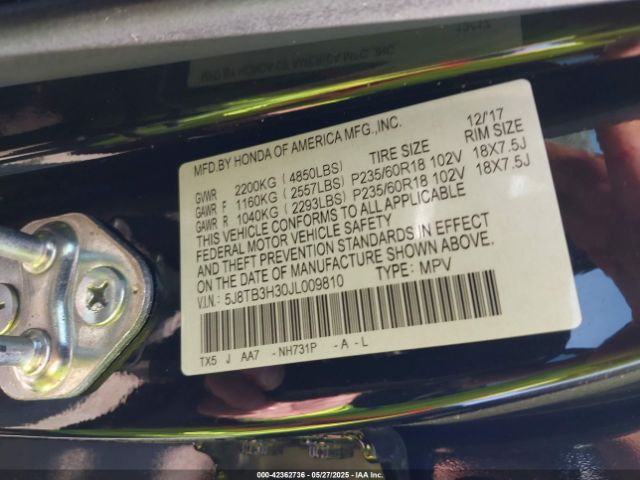 MFD.BY HONDA OF AMERICA MFG.,INC. 12/17
GVWR 2200KG ( 4850LBS) TIRE SIZE RIM SIZE
GAWR F 1160KG ( 2557LBS) P235/60R18 102V 18X7.5J
GAWR R 1040KG ( 2293LBS) P235/60R18 102V 18X7.5J
THIS VEHICLE CONFORMS TO ALL APPLICABLE
FEDERAL MOTOR VEHICLE SAFETY
AND THEFT PREVENTION STANDARDS IN EFFECT
ON THE DATE OF MANUFACTURE SHOWN ABOVE.
V.I.N: 5J8TB3H30JL009810 TYPE: MPV
TX5 J AA7 -NH731P -A-L
000-42362736 - 05/27/2025 - IAAI.COM